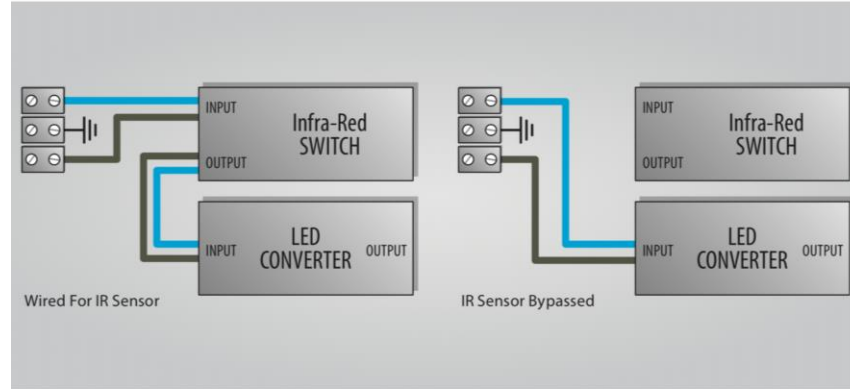 INPUT
Infra-Red
SWITCH
OUTPUT
INPUT
LED
CONVERTER
OUTPUT
Wired For IR Sensor
INPUT
Infra-Red
SWITCH
OUTPUT
INPUT
LED
CONVERTER
OUTPUT
IR Sensor Bypassed